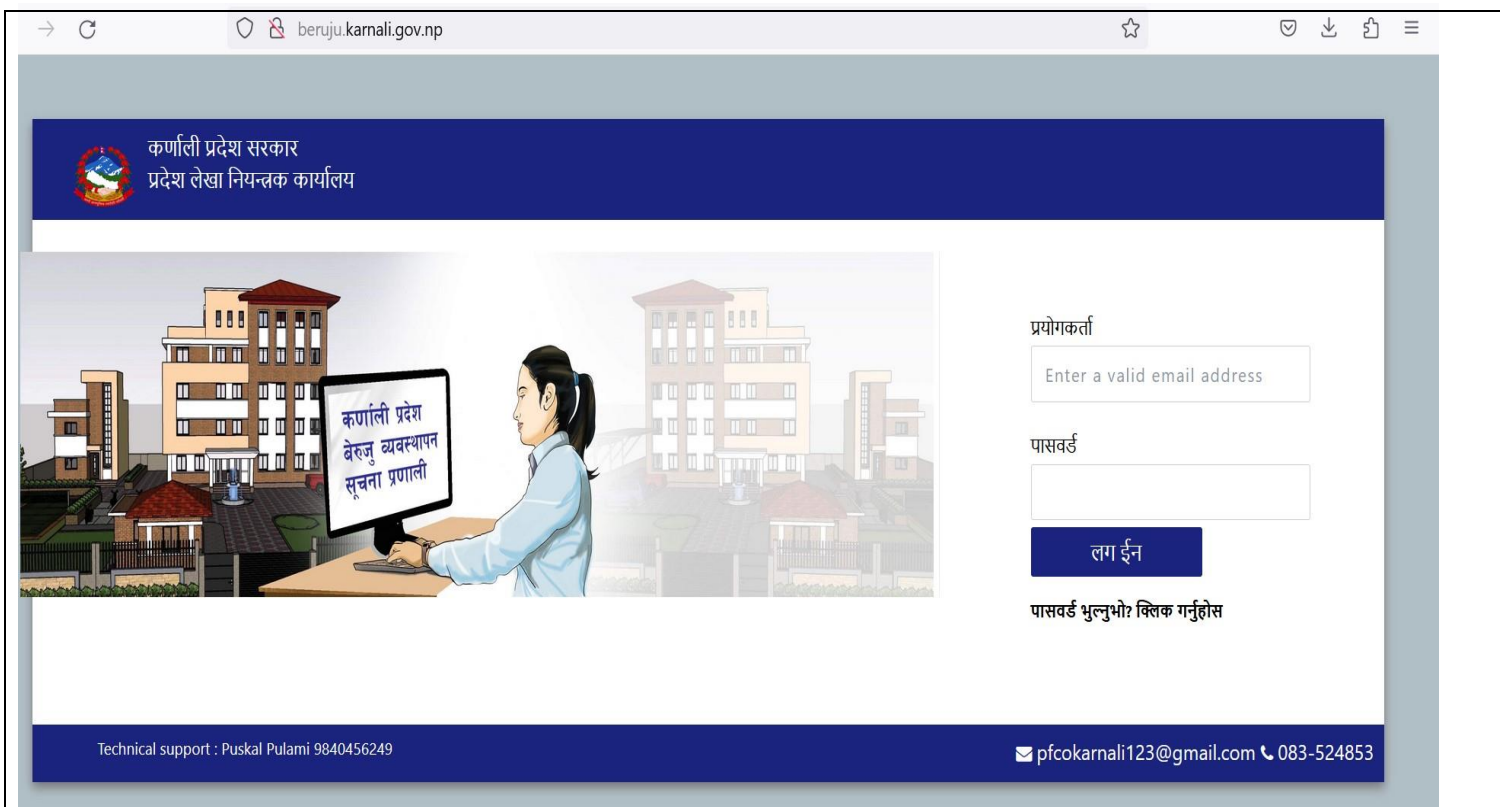 beruju.karnali.gov.np
कर्णाली प्रदेश सरकार
प्रदेश लेखा नियन्त्रक कार्यालय
कर्णाली प्रदेश
बेरुजु व्यवस्थापन
सूचना प्रणाली
प्रयोगकर्ता
Enter a valid email address
पासवर्ड
लग ईन
पासवर्ड भुल्नुभो? क्लिक गर्नुहोस
Technical support : Puskal Pulami 9840456249
pfcokarnali123@gmail.com 083-524853